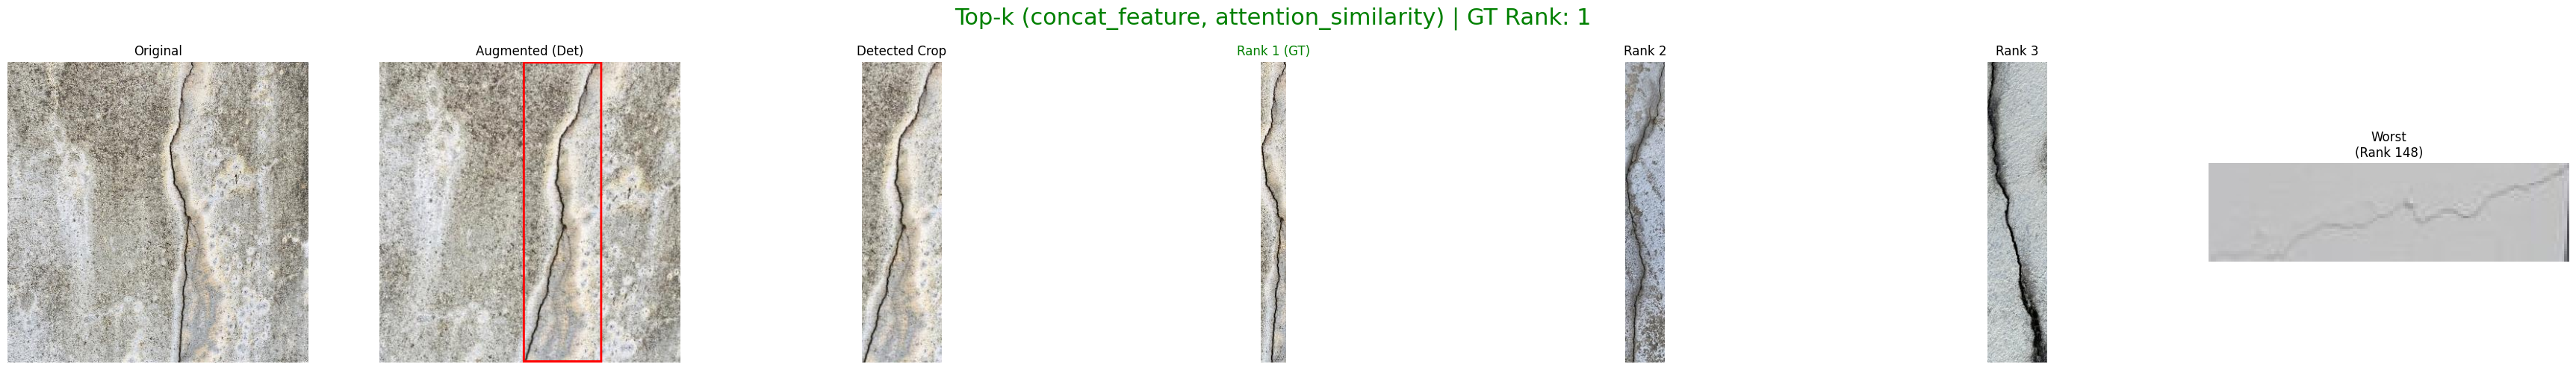 Top-k (concat_feature, attention_similarity) | GT Rank: 1
Original
Augmented (Det)
Detected Crop
Rank 1 (GT)
Rank 2
Rank 3
Worst
(Rank 148)